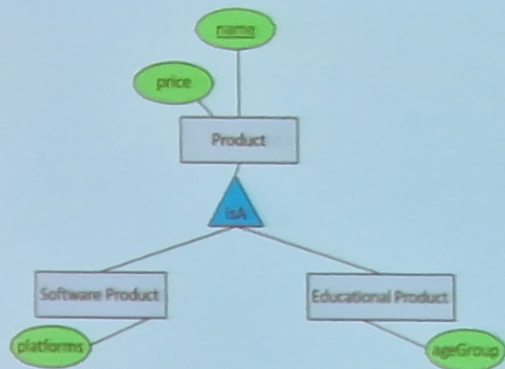 name
price
Product
isA
Software Product
Educational Product
platforms
ageGroup